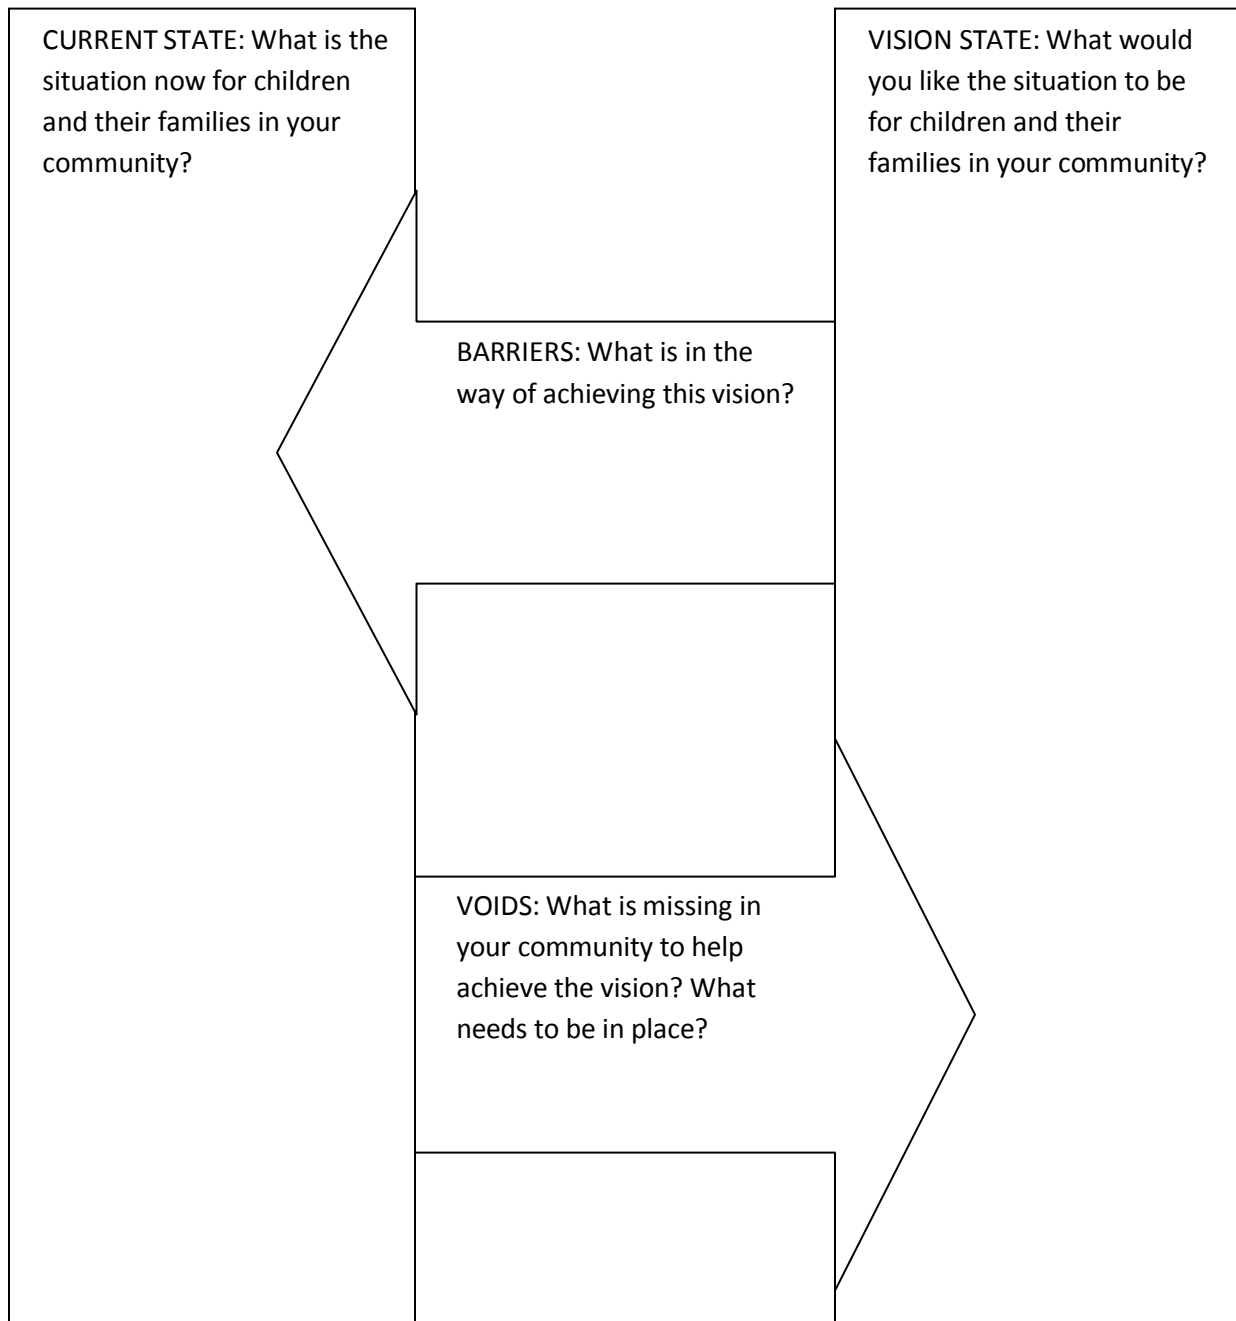 CURRENT STATE: What is the
situation now for children
and their families in your
community?
VISION STATE: What would
you like the situation to be
for children and their
families in your community?
BARRIERS: What is in the
way of achieving this vision?
VOIDS: What is missing in
your community to help
achieve the vision? What
needs to be in place?